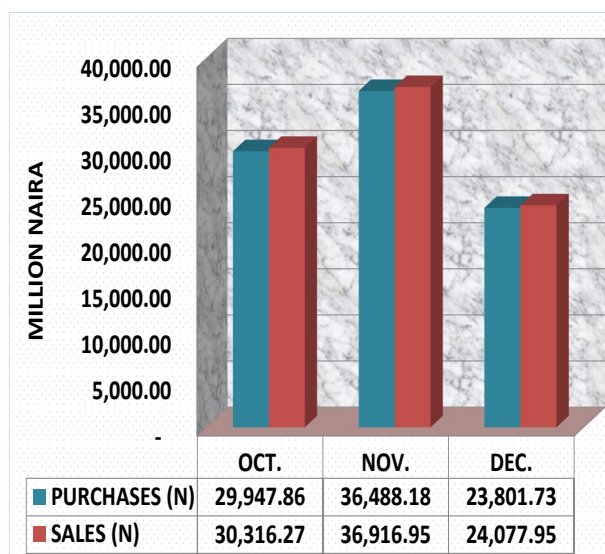 40,000.00
35,000.00
30,000.00
25,000.00
20,000.00
15,000.00
10,000.00
5,000.00
-
MILLION NAIRA
OCT. NOV. DEC.
PURCHASES (N) 29,947.86 36,488.18 23,801.73
SALES (N) 30,316.27 36,916.95 24,077.95